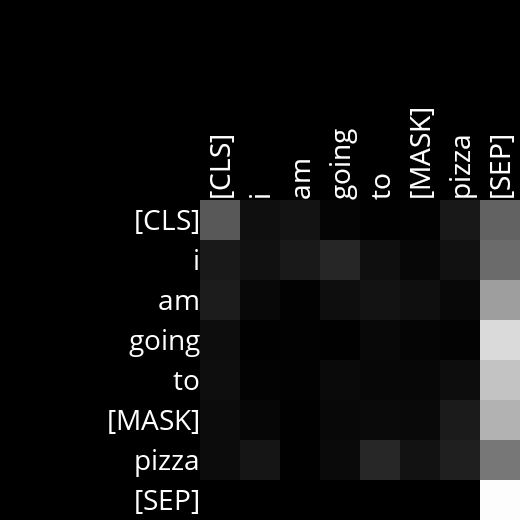 [CLS] i am going to [MASK] pizza [SEP]
[CLS]
i
am
going
to
[MASK]
pizza
[SEP]